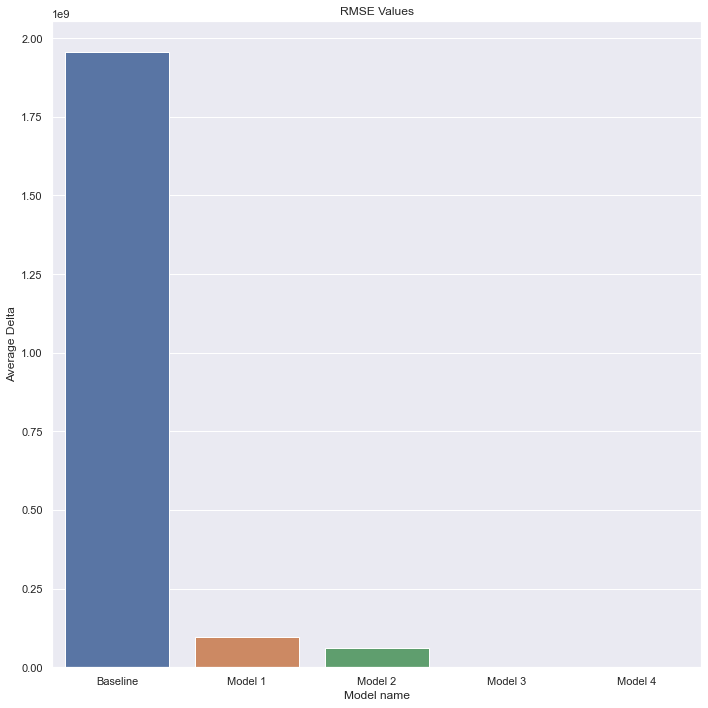 RMSE Values
1e9
2.00
1.75
1.50
1.25
1.00
0.75
0.50
0.25
0.00
Average Delta
Baseline Model 1 Model 2 Model 3 Model 4
Model name